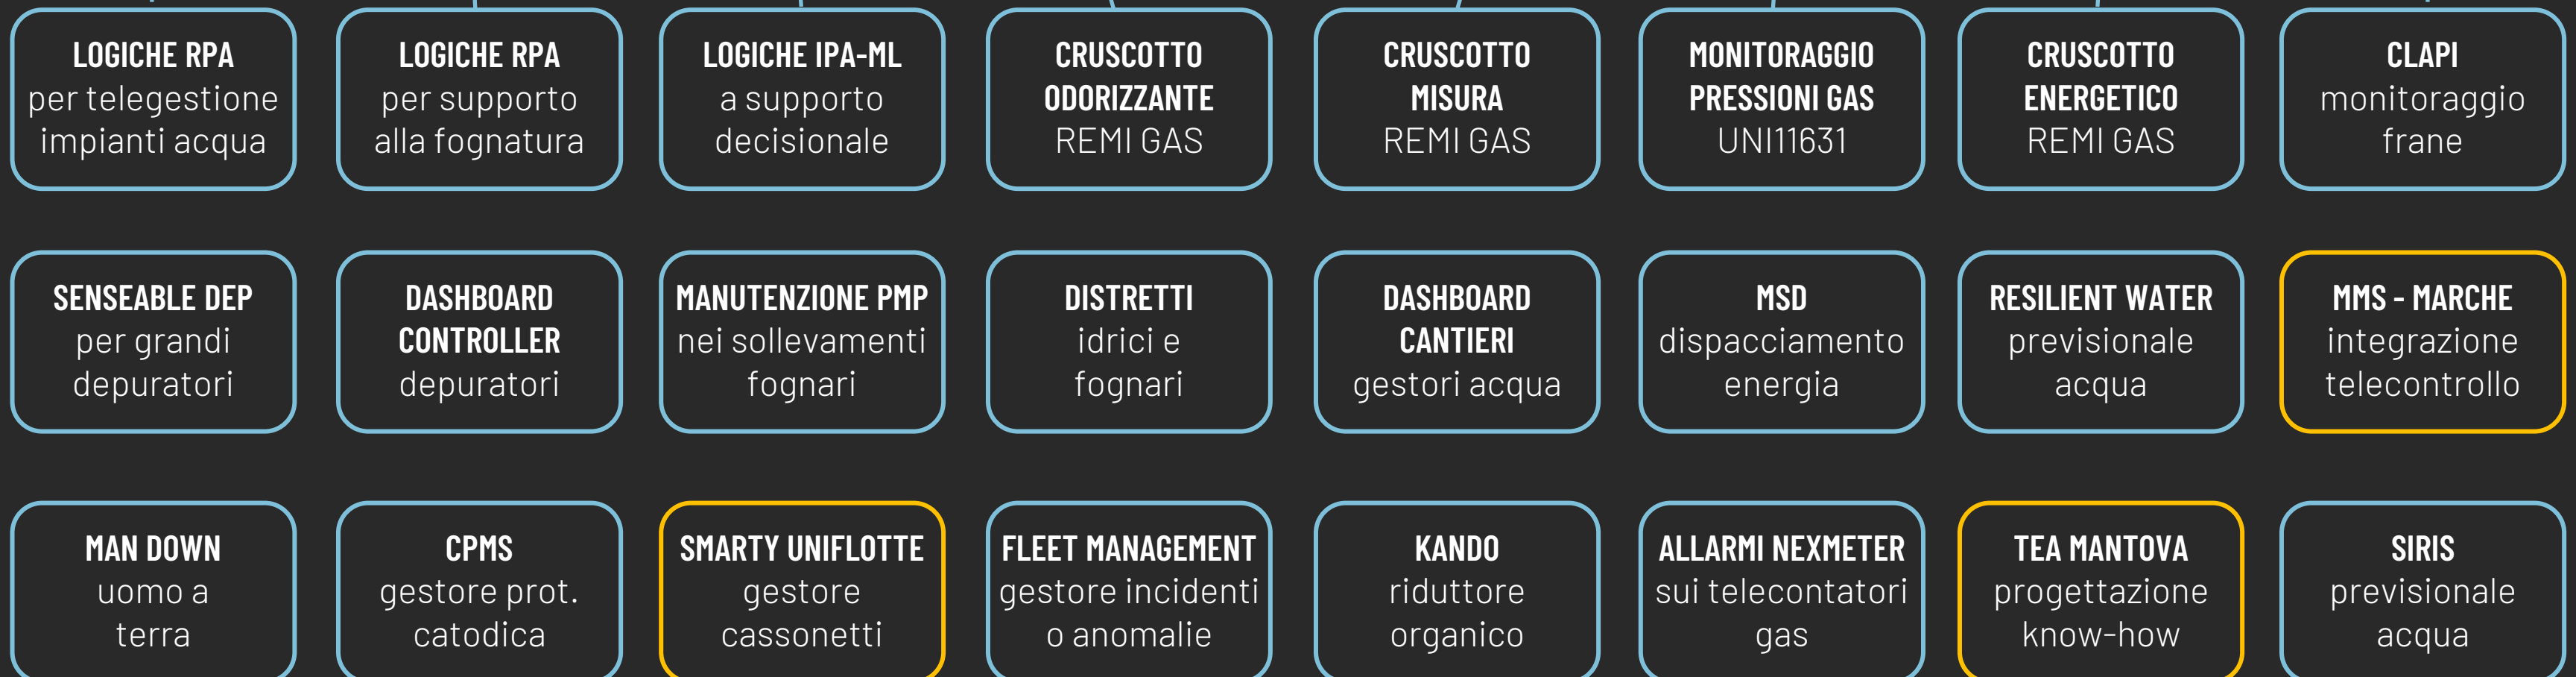 LOGICHE RPA
per telegestione
impianti acqua
LOGICHE RPA
per supporto
alla fognatura
LOGICHE IPA-ML
a supporto
decisionale
CRUSCOTTO
ODORIZZANTE
REMI GAS
CRUSCOTTO
MISURA
REMI GAS
MONITORAGGIO
PRESSIONI GAS
UNI11631
CRUSCOTTO
ENERGETICO
REMI GAS
CLAPI
monitoraggio
frane
SENSEABLE DEP
per grandi
depuratori
DASHBOARD
CONTROLLER
depuratori
MANUTENZIONE PMP
nei sollevamenti
fognari
DISTRETTI
idrici e
fognari
DASHBOARD
CANTIERI
gestori acqua
MSD
dispacciamento
energia
RESILIENT WATER
previsionale
acqua
MMS - MARCHE
integrazione
telecontrollo
MAN DOWN
uomo a
terra
CPMS
gestore prot.
catodica
SMARTY UNIFLOTTE
gestore
cassonetti
FLEET MANAGEMENT
gestore incidenti
o anomalie
KANDO
riduttore
organico
ALLARMI NEXMETER
sui telecontatori
gas
TEA MANTOVA
progettazione
know-how
SIRIS
previsionale
acqua